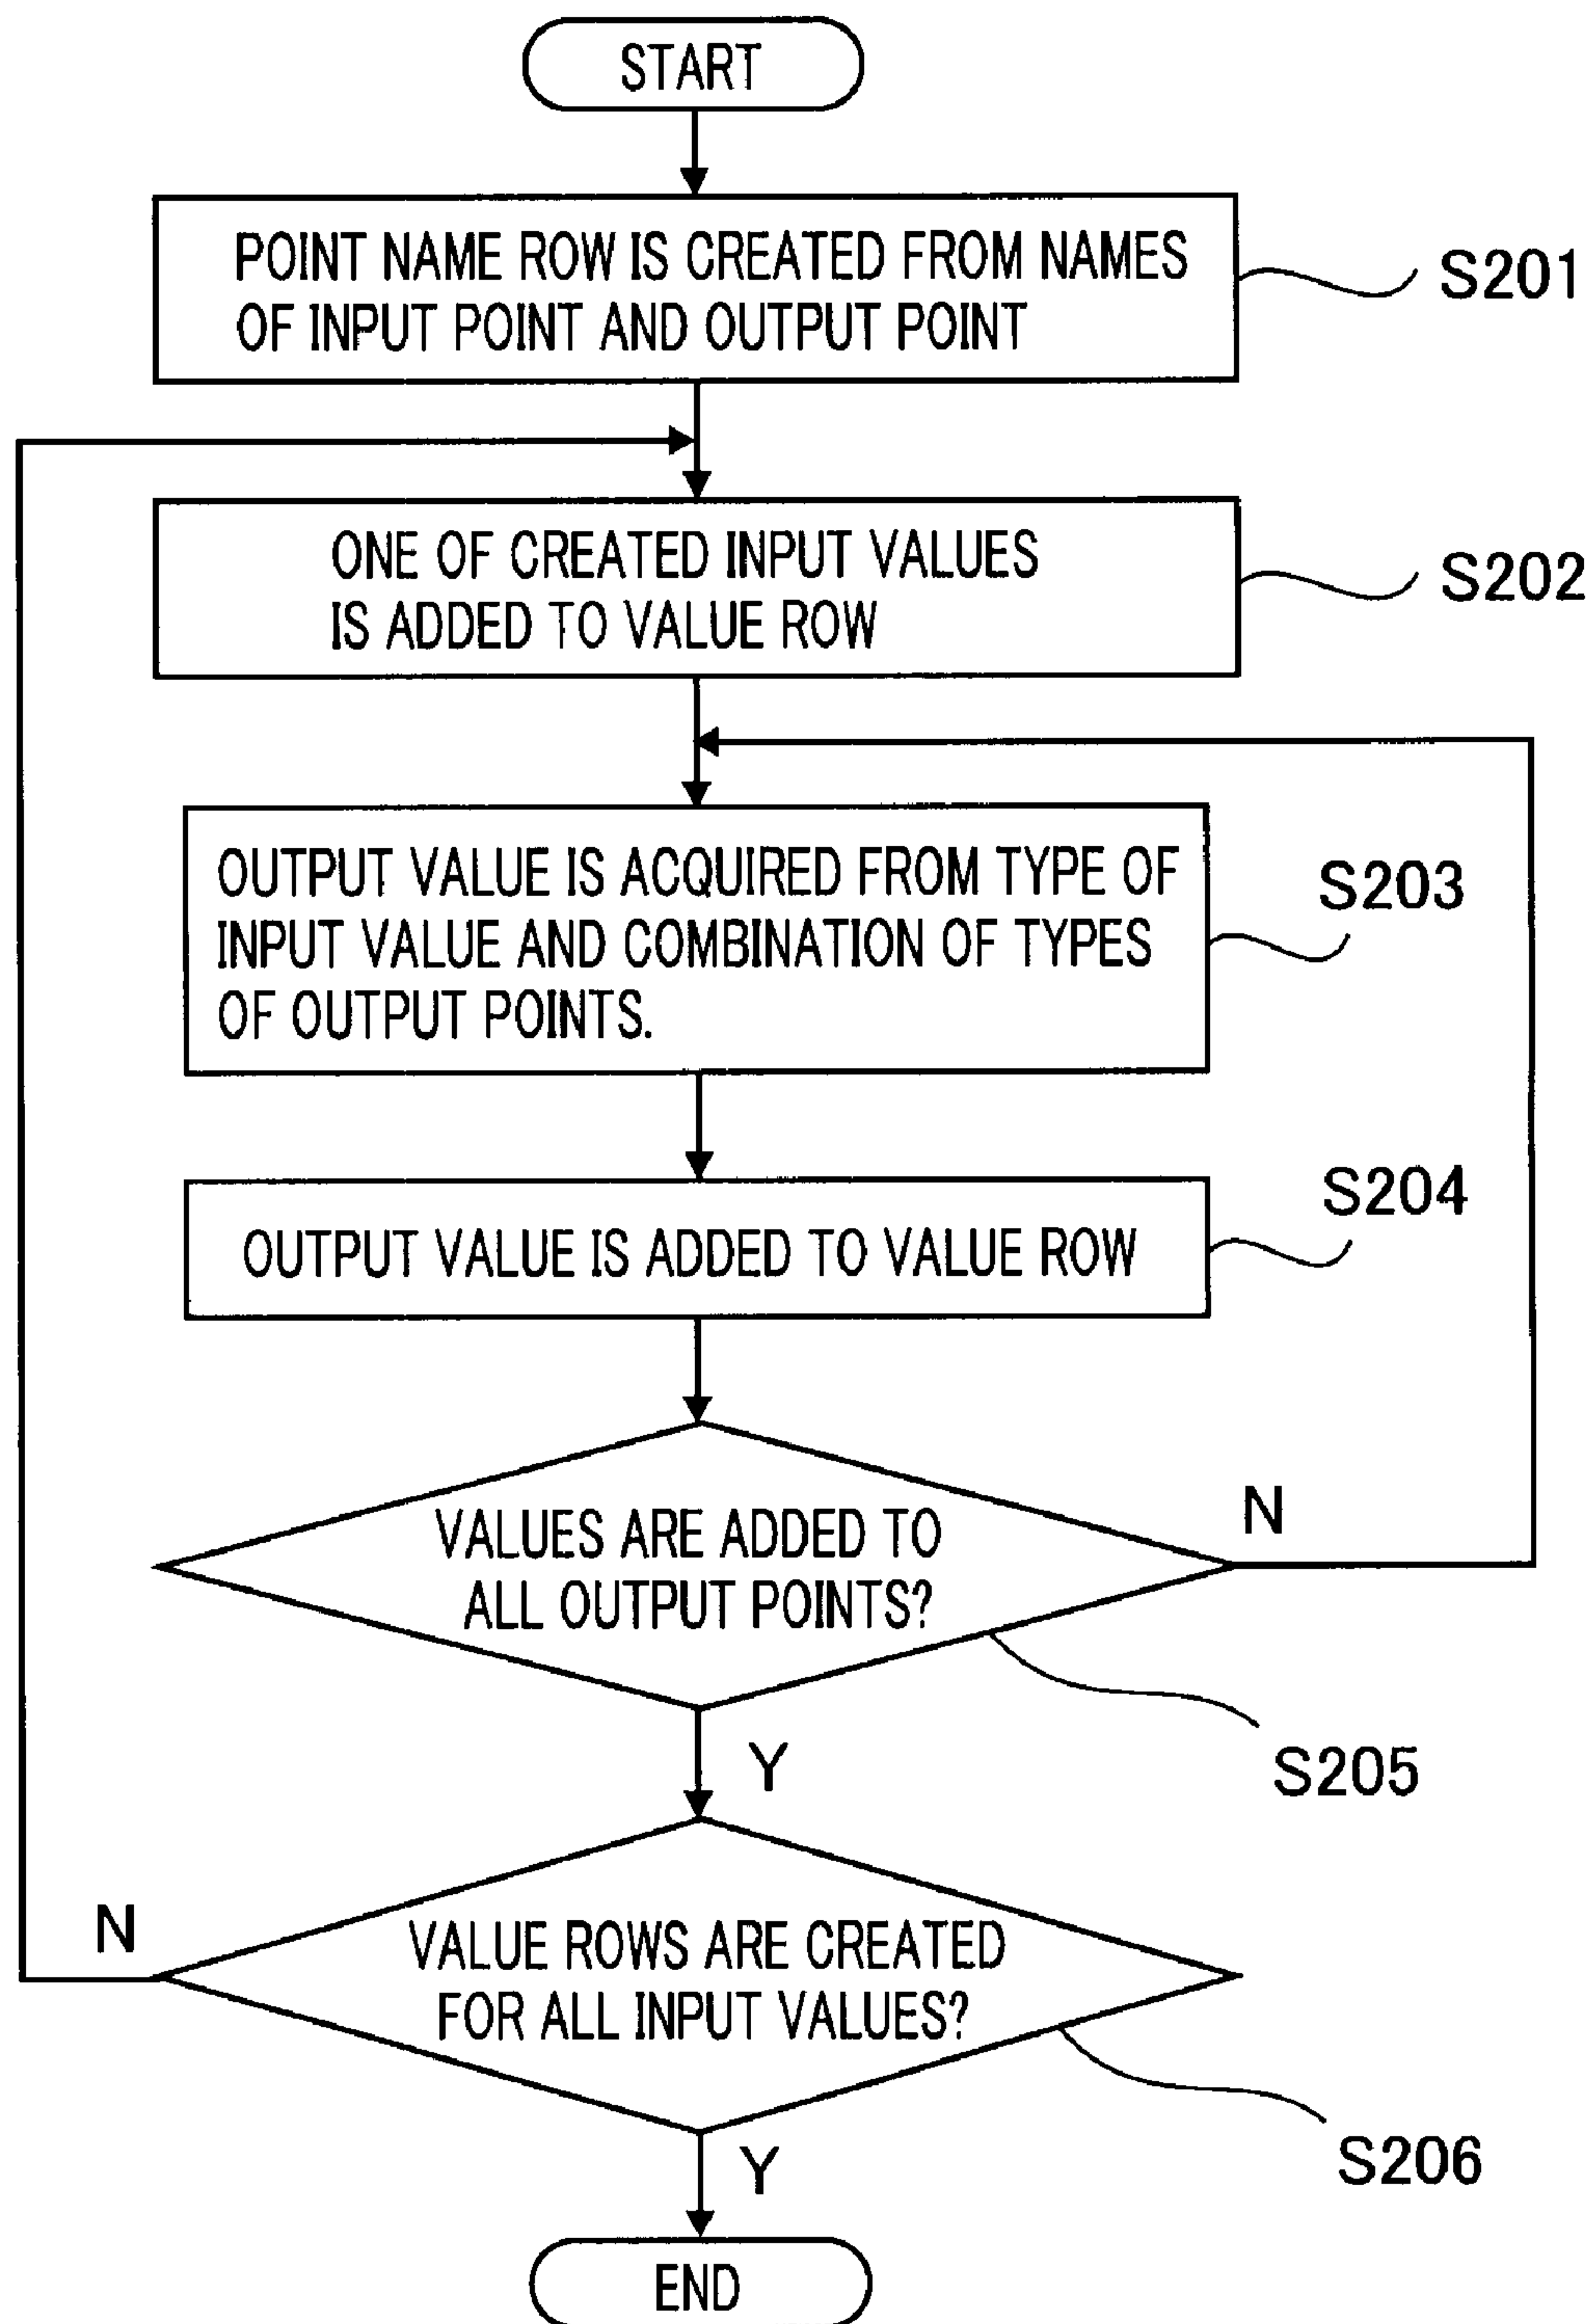 START
POINT NAME ROW IS CREATED FROM NAMES
OF INPUT POINT AND OUTPUT POINT
S201
ONE OF CREATED INPUT VALUES
IS ADDED TO VALUE ROW
S202
OUTPUT VALUE IS ACQUIRED FROM TYPE OF
INPUT VALUE AND COMBINATION OF TYPES
OF OUTPUT POINTS.
S203
OUTPUT VALUE IS ADDED TO VALUE ROW
S204
VALUES ARE ADDED TO
ALL OUTPUT POINTS?
N
S205
Y
VALUE ROWS ARE CREATED
FOR ALL INPUT VALUES?
N
S206
Y
END